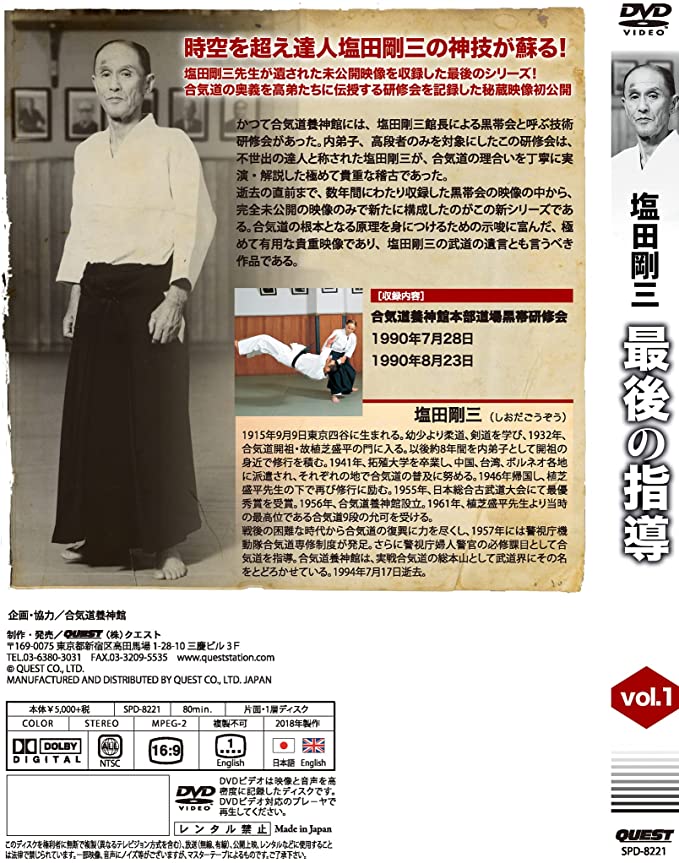 時空を超え達人塩田剛三の神技が蘇る!
塩田剛三先生が遺された未公開映像を収録した最後のシリーズ!
合気道の奥義を高弟たちに伝授する研修会を記録した秘蔵映像初公開
かつて合気道養神館には、塩田剛三館長による黒帯会と呼ぶ技術
研修会があった。内弟子、高段者のみを対象にしたこの研修会は、
不世出の達人と称された塩田剛三が、合気道の理合いを丁寧に実
演・解説した極めて貴重な稽古であった。
逝去の直前まで、数年間にわたり収録した黒帯会の映像の中から、
完全未公開の映像のみで新たに構成したのがこの新シリーズであ
る。合気道の根本となる原理を身につけるための示唆に富んだ、極
めて有用な貴重映像であり、塩田剛三の武道の遺言とも言うべき
作品である。
【収録内容】
合気道養神館本部道場黒帯研修会
1990年7月28日
1990年8月23日
塩田剛三(しおだごうぞう)
1915年9月9日東京四谷に生まれる。幼少より柔道、剣道を学び、1932年、
合気道開祖・故植芝盛平の門に入る。以後約8年間を内弟子として開祖の
身近で修行を積む。1941年、拓殖大学を卒業し、中国、台湾、ボルネオ各地
に派遣され、それぞれの地で合気道の普及に努める。1946年帰国し、植芝
盛平先生の下で再び修行に励む。1955年、日本総合古武道大会にて最優
秀賞を受賞。1956年、合気道養神館設立。1961年、植芝盛平先生より当時
の最高位である合気道9段の允可を受ける。
戦後の困難な時代から合気道の復興に力を尽くし、1957年には警視庁機
動隊合気道専修制度が発足。さらに警視庁婦人警官の必修課目として合
気道を指導。合気道養神館は、実戦合気道の総本山として武道界にその名
をとどろかせている。1994年7月17日逝去。
企画・協力/合気道養神館
制作・発売/QUEST(株)クエスト
〒169-0075 東京都新宿区高田馬場1-28-10 三慶ビル3F
TEL.03-6380-3031 FAX.03-3209-5535 www.queststation.com
© QUEST CO., LTD.
MANUFACTURED AND DISTRIBUTED BY QUEST CO., LTD. JAPAN
本体¥5,000+税 SPD-8221 80min. 片面・1層ディスク
COLOR STEREO MPEG-2 複製不可 2018年製作
DOLBY
DIGITAL
ALL
NTSC
16:9
1
English
日本語 English
DVD
VIDEO
DVDビデオは映像と音声を高
密度に記録したディスクです。
DVDビデオ対応のプレーヤで
再生してください。
レンタル禁止 Made in Japan
このディスクを権利者に無断で複製(異なるテレビジョン方式を含む)、放送(無線、有線)、公開上映、レンタルなどに使用すること
は法律で禁じられています。一部映像、音声にノイズ等がございますが、マスターテープによるものです。ご了承下さい。
DVD
VIDEO
塩田剛三 最後の指導
vol.1
QUEST
SPD-8221